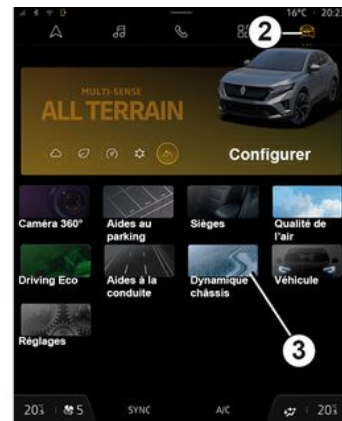 16°C 20:2
2
MULTI-SENSE
ALL TERRAIN
Configurer
Caméra 360°
Aides au
parking
Sièges
Qualité de
l'air
Driving Eco
Aides à la
conduite
Dynamique
châssis
Véhicule
3
Réglages
5 SYNC A/C